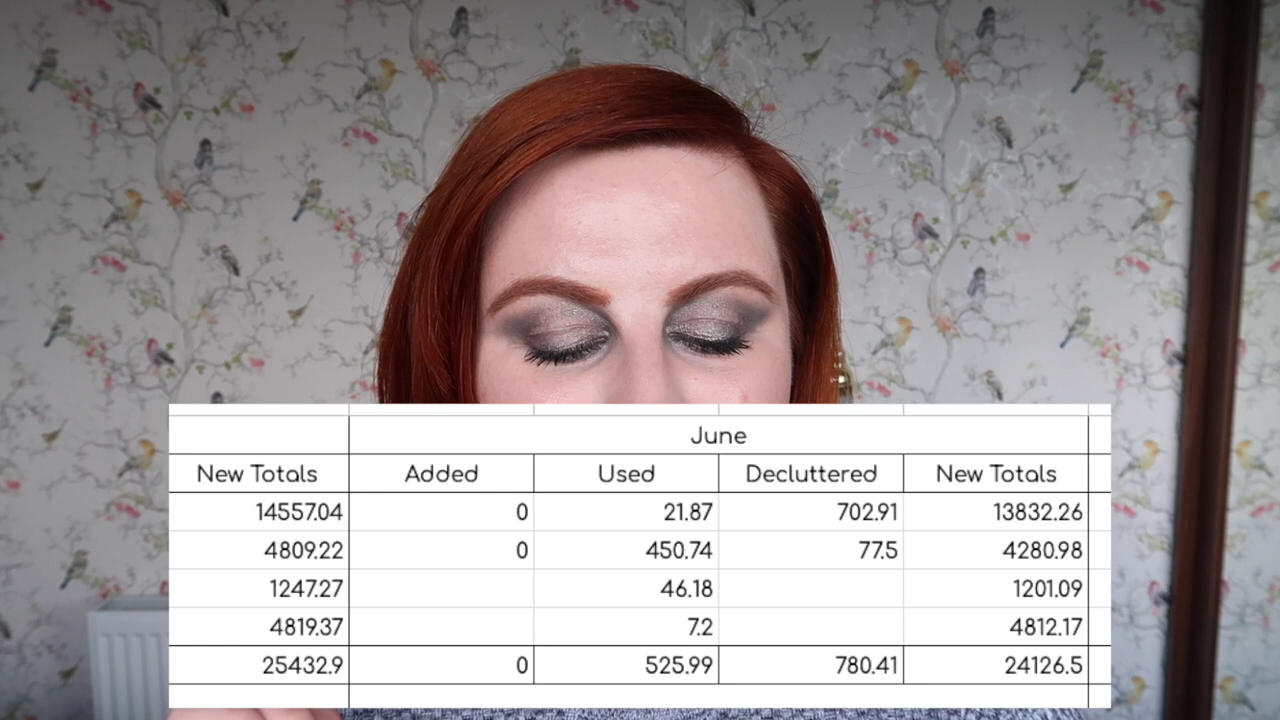 June
New Totals Added Used Decluttered New Totals
14557.04 0 21.87 702.91 13832.26
4809.22 0 450.74 77.5 4280.98
1247.27 46.18 1201.09
4819.37 7.2 4812.17
25432.9 0 525.99 780.41 24126.5